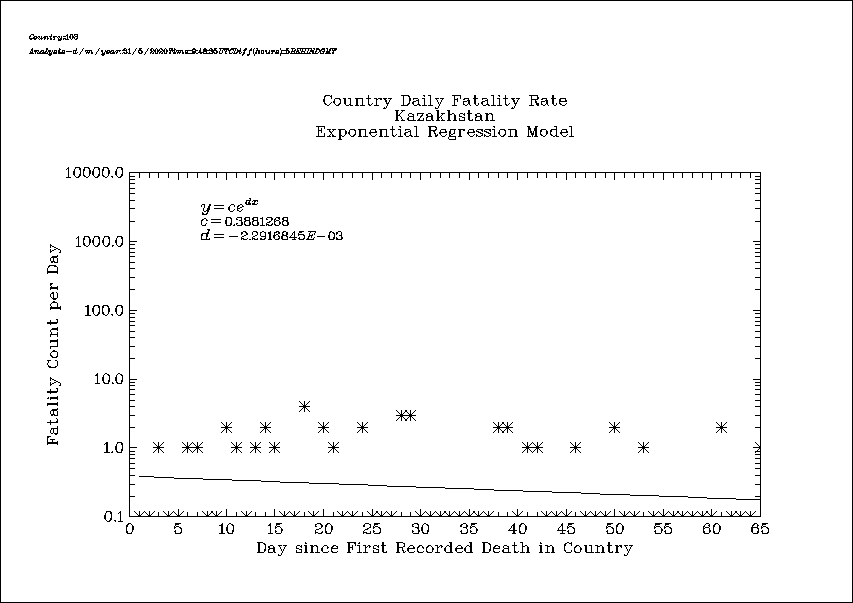 Country:103
Analysis-d/m/year:31/5/2020Time:9:48:35UTCDiff(hours):5BEHINDGMT
Country Daily Fatality Rate
Kazakhstan
Exponential Regression Model
10000.0
y=ce^dx
c=0.3881268
1000.0
d=-2.2916845E-03
Fatality Count per Day
100.0
10.0
1.0
0.1
0 5 10 15 20 25 30 35 40 45 50 55 60 65
Day since First Recorded Death in Country